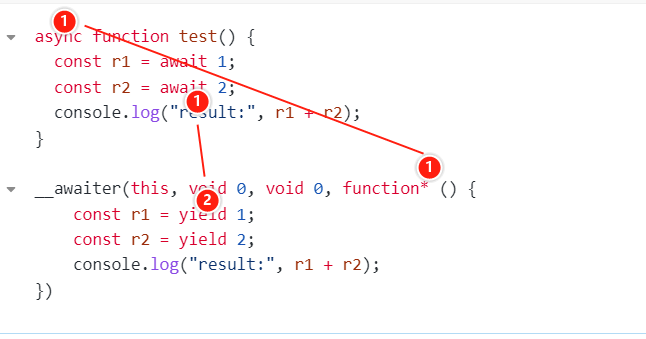 1
async function test() {
const r1 = await 1;
const r2 = await 2;
1
console.log("result:", r1 + r2);
}
1
__awaiter(this, void 0, void 0, function* () {
2
const r1 = yield 1;
const r2 = yield 2;
console.log("result:", r1 + r2);
})